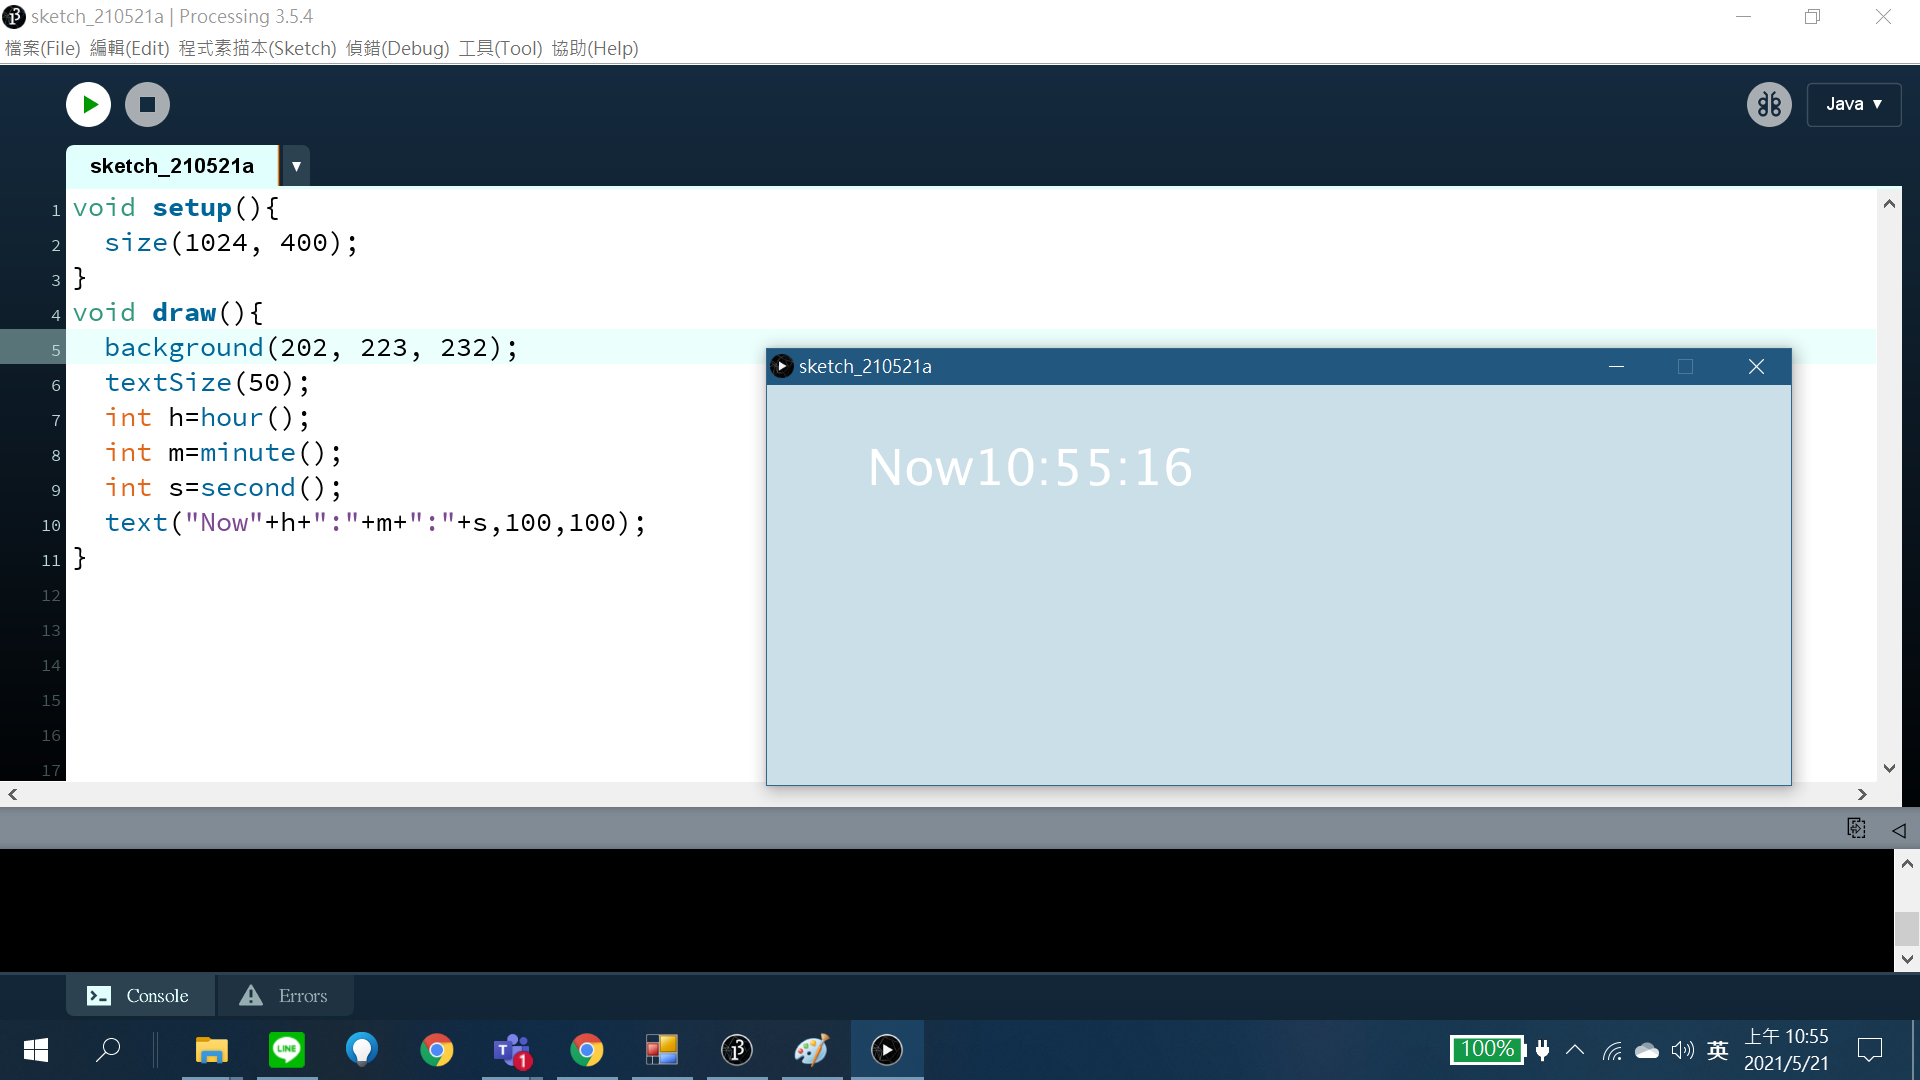 sketch_210521a | Processing 3.5.4
檔案(File) 編輯(Edit) 程式素描本(Sketch) 偵錯(Debug) 工具(Tool) 協助(Help)
Java ▼
sketch_210521a ▼
1 void setup(){
2 size(1024, 400);
3 }
4 void draw(){
5 background(202, 223, 232);
6 textSize(50);
7 int h=hour();
8 int m=minute();
9 int s=second();
10 text("Now"+h+":"+m+":"+s,100,100);
11 }
12
13
14
15
16
17
sketch_210521a
Now10:55:16
Console Errors
LINE
T 1
100%
英
上午 10:55
2021/5/21